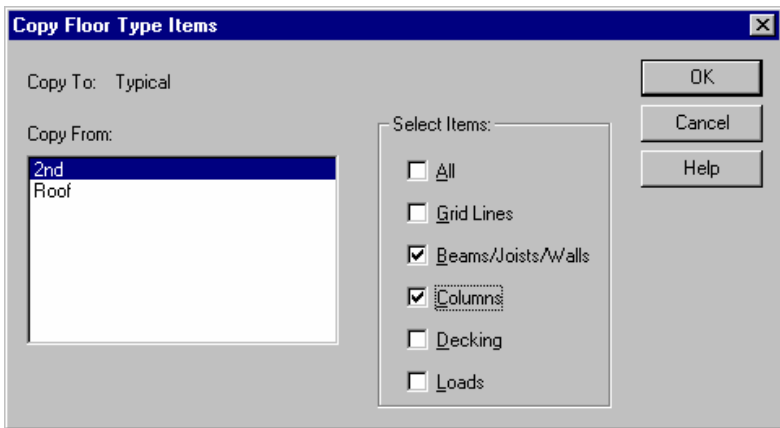 Copy Floor Type Items
Copy To: Typical
OK
Copy From:
Select Items:
Cancel
2nd
Roof
All
Help
Grid Lines
Beams/Joists/Walls
Columns
Decking
Loads